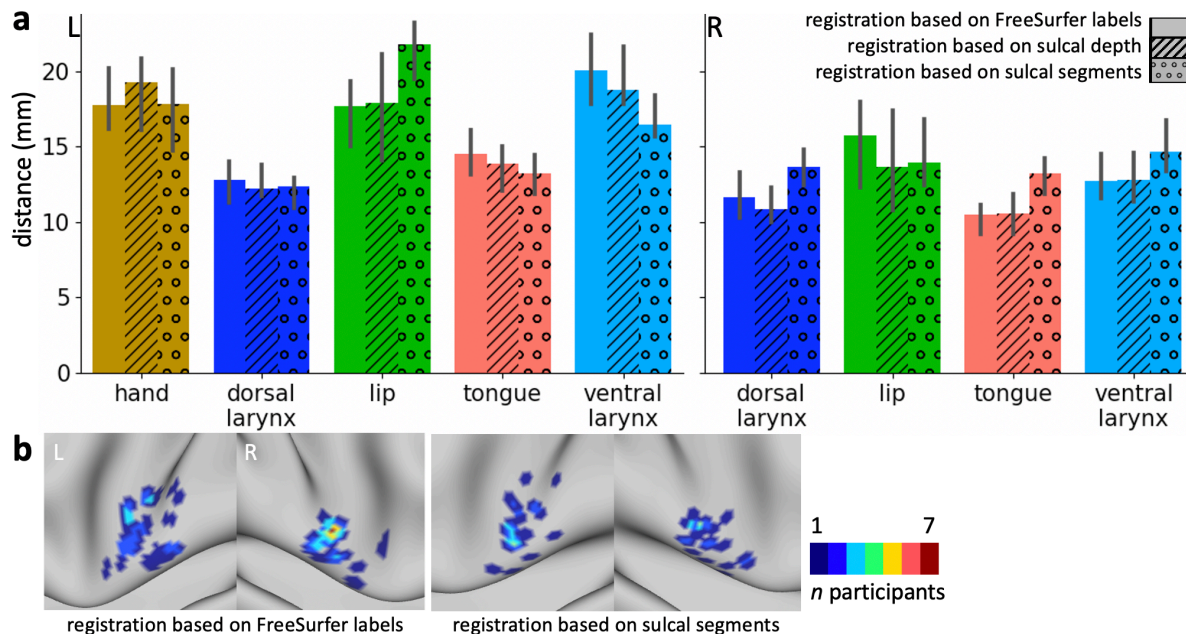 a
L
R
registration based on FreeSurfer labels
registration based on sulcal depth
registration based on sulcal segments
distance (mm)
20
15
10
5
0
hand
dorsal
larynx
lip
tongue
ventral
larynx
dorsal
larynx
lip
tongue
ventral
larynx
b
L
R
registration based on FreeSurfer labels
registration based on sulcal segments
1
7
n participants